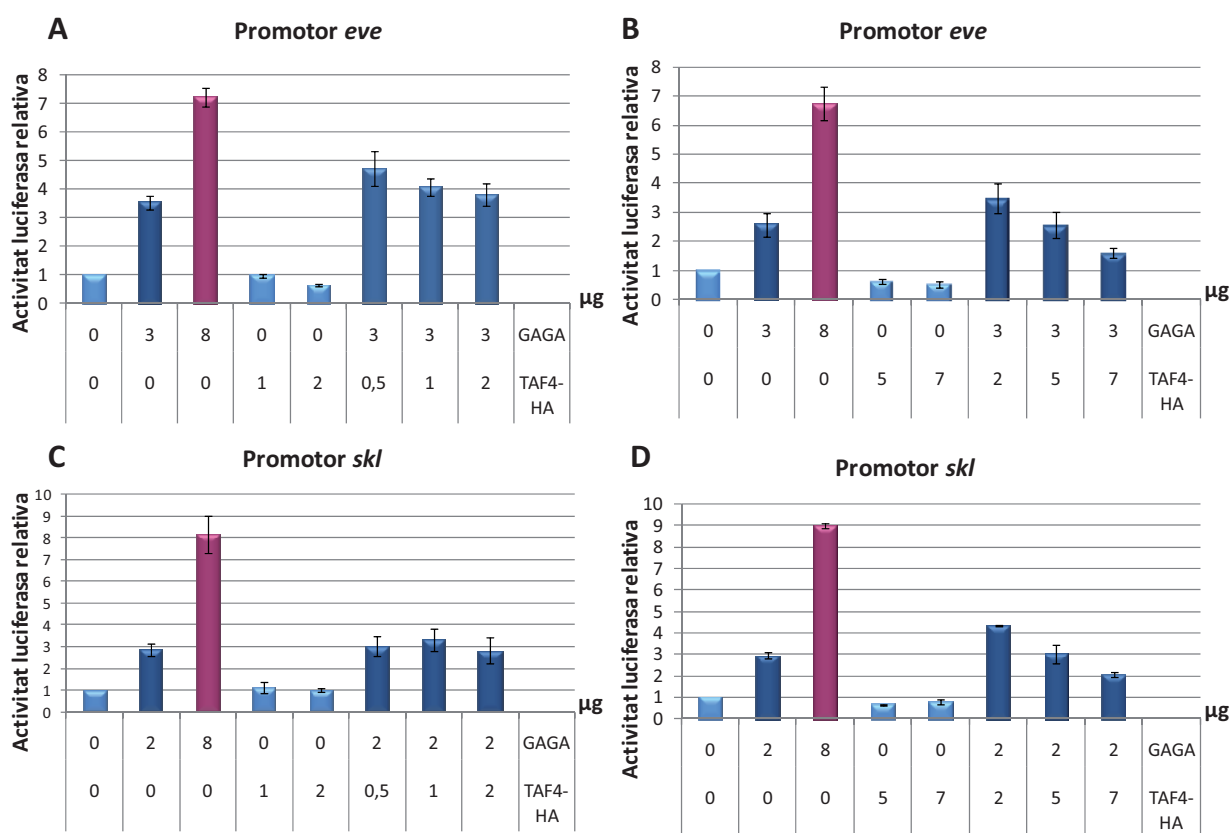 A
Promotor eve
Activitat luciferasa relativa
8
7
6
5
4
3
2
1
0
µg
0 3 8 0 0 3 3 3 GAGA
0 0 0 1 2 0,5 1 2 TAF4-
HA
B
Promotor eve
Activitat luciferasa relativa
8
7
6
5
4
3
2
1
0
µg
0 3 8 0 0 3 3 3 GAGA
0 0 0 5 7 2 5 7 TAF4-
HA
C
Promotor skl
Activitat luciferasa relativa
10
9
8
7
6
5
4
3
2
1
0
µg
0 2 8 0 0 2 2 2 GAGA
0 0 0 1 2 0,5 1 2 TAF4-
HA
D
Promotor skl
Activitat luciferasa relativa
10
9
8
7
6
5
4
3
2
1
0
µg
0 2 8 0 0 2 2 2 GAGA
0 0 0 5 7 2 5 7 TAF4-
HA